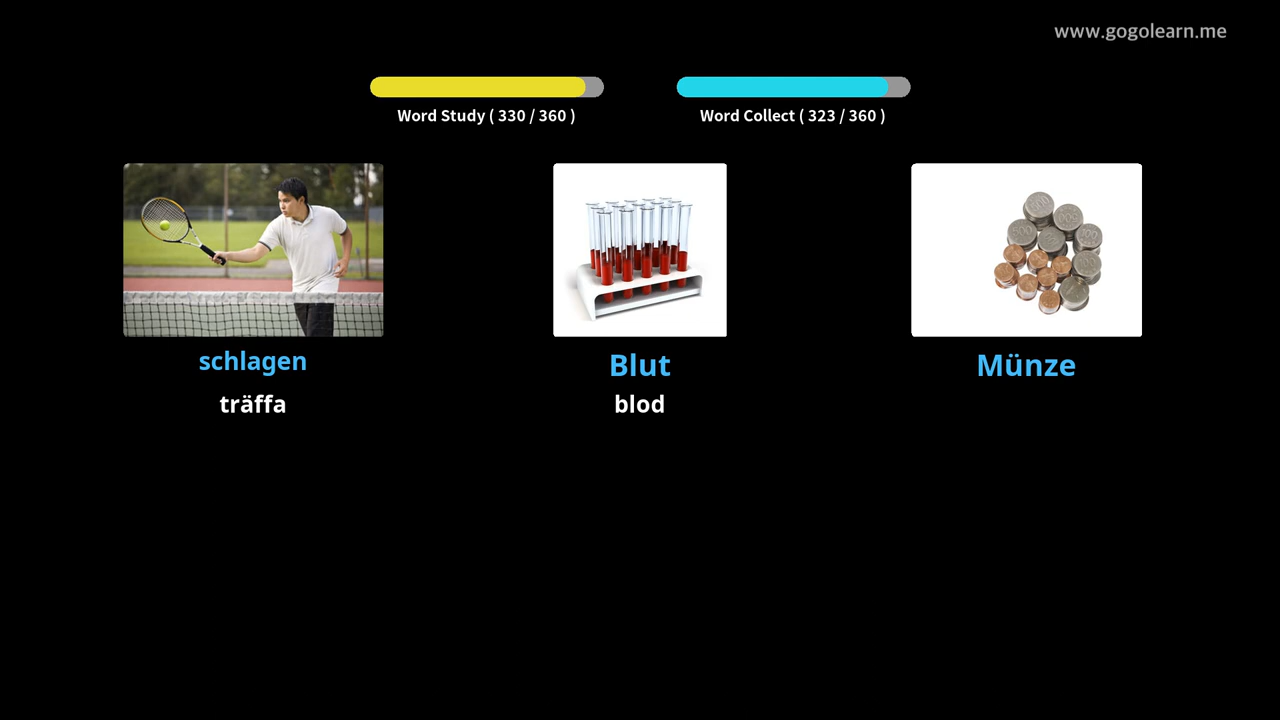 www.gogolearn.me
Word Study ( 330 / 360 )
Word Collect ( 323 / 360 )
schlagen
Blut
Münze
träffa
blod